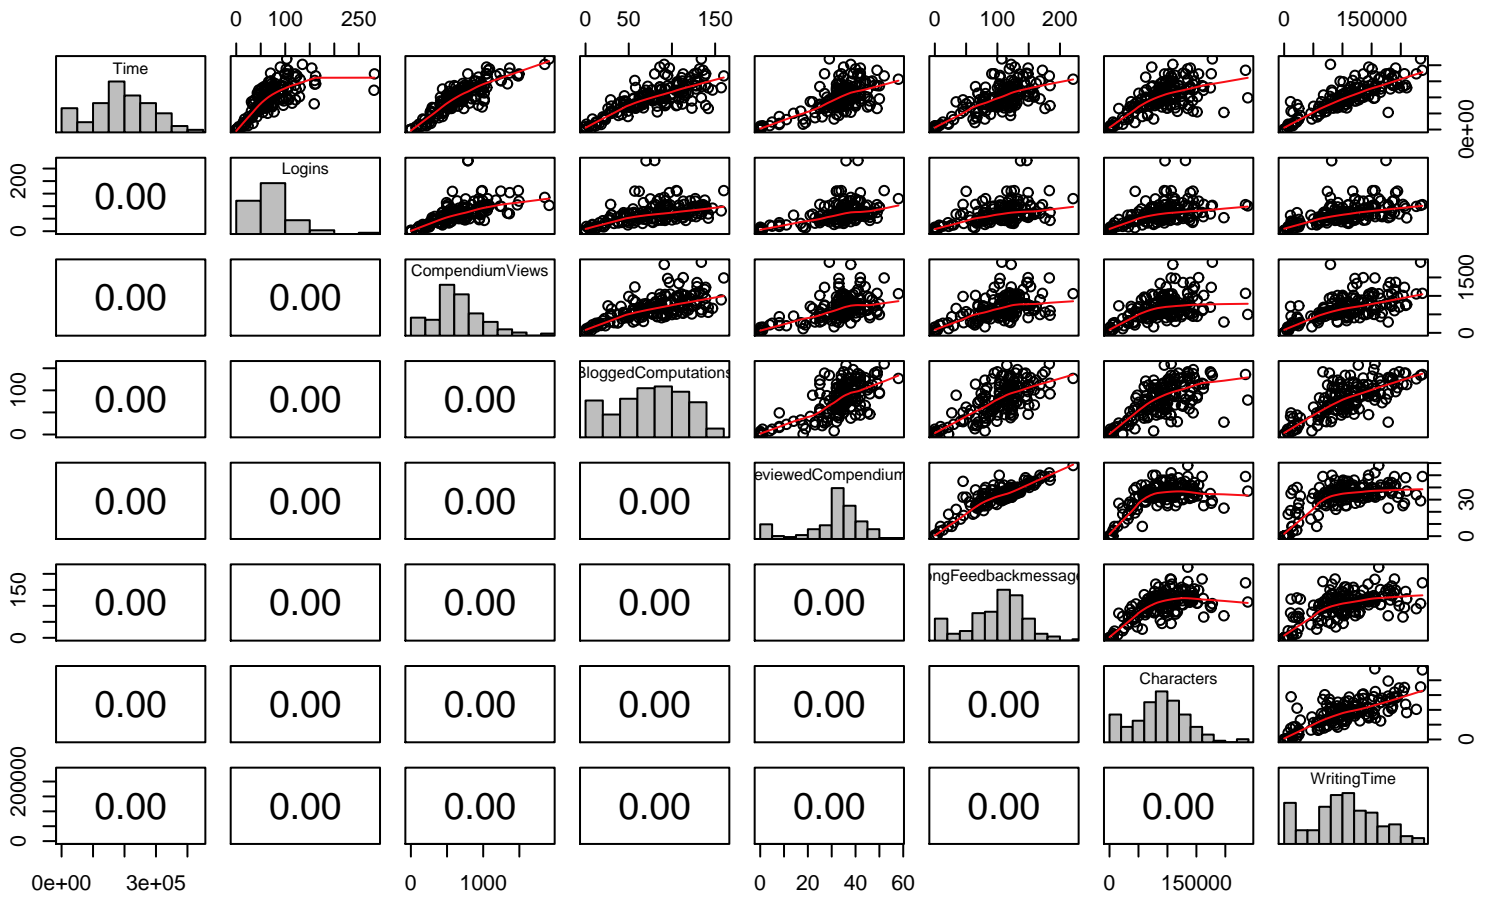 0 100 250 0 50 150 0 100 200 0 150000
Time
0e+00
Logins
0 200
0.00
CompendiumViews
0.00 0.00
0 1500
BloggedComputations
0 100
0.00 0.00 0.00
eviewedCompendium
0.00 0.00 0.00 0.00
0 30
ongFeedbackmessage
0 150
0.00 0.00 0.00 0.00 0.00
Characters
0.00 0.00 0.00 0.00 0.00 0.00
0
WritingTime
0 200000
0.00 0.00 0.00 0.00 0.00 0.00 0.00
0e+00 3e+05 0 1000 0 20 40 60 0 150000